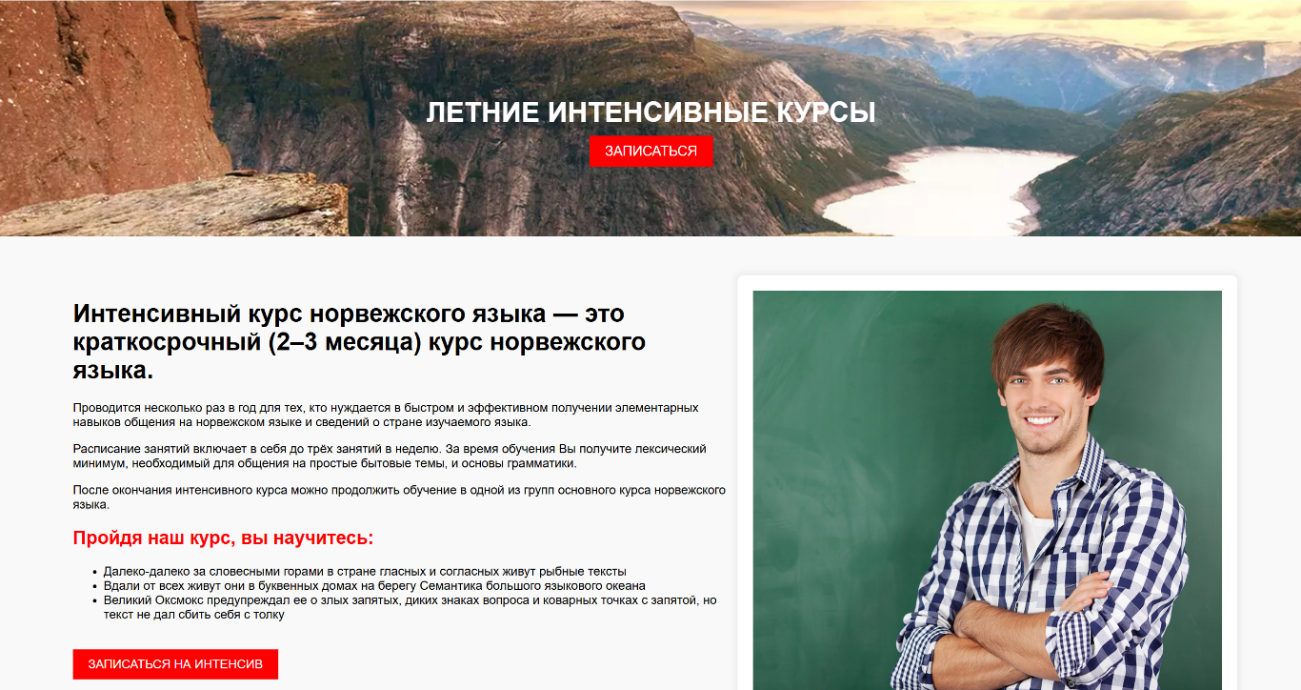 ЛЕТНИЕ ИНТЕНСИВНЫЕ КУРСЫ
ЗАПИСАТЬСЯ
Интенсивный курс норвежского языка — это
краткосрочный (2–3 месяца) курс норвежского
языка.
Проводится несколько раз в год для тех, кто нуждается в быстром и эффективном получении элементарных
навыков общения на норвежском языке и сведений о стране изучаемого языка.
Расписание занятий включает в себя до трёх занятий в неделю. За время обучения Вы получите лексический
минимум, необходимый для общения на простые бытовые темы, и основы грамматики.
После окончания интенсивного курса можно продолжить обучение в одной из групп основного курса норвежского
языка.
Пройдя наш курс, вы научитесь:
• Далеко-далеко за словесными горами в стране гласных и согласных живут рыбные тексты
• Вдали от всех живут они в буквенных домах на берегу Семантика большого языкового океана
• Великий Оксмокс предупреждал ее о злых запятых, диких знаках вопроса и коварных точках с запятой, но
текст не дал сбить себя с толку
ЗАПИСАТЬСЯ НА ИНТЕНСИВ